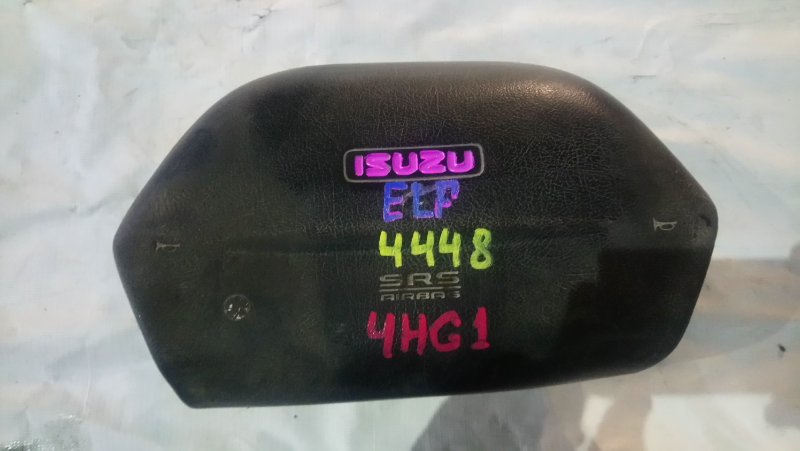 ISUZU
ELF
4448
SRS
AIRBAG
4HG1